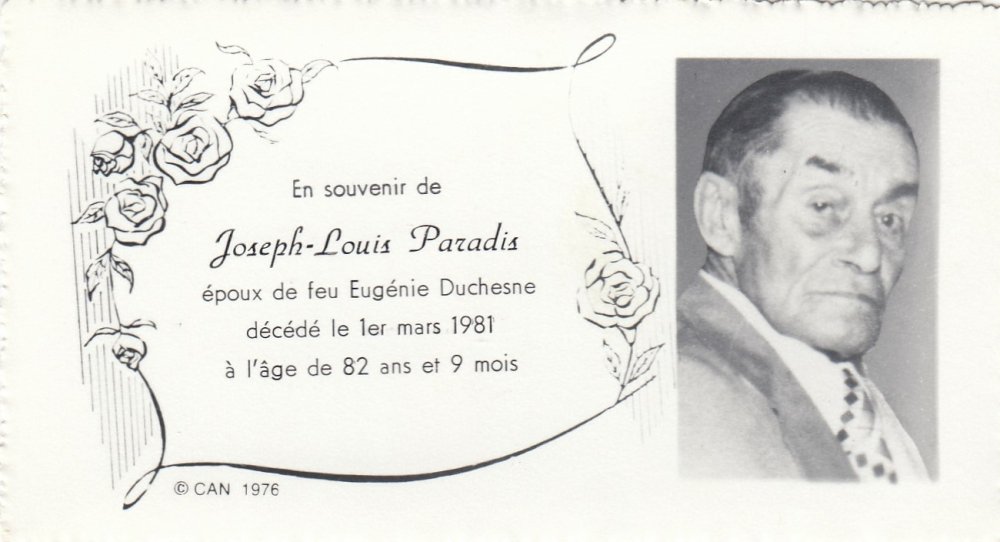 En souvenir de
Joseph-Louis Paradis
époux de feu Eugénie Duchesne
décédé le 1er mars 1981
à l'âge de 82 ans et 9 mois
© CAN 1976